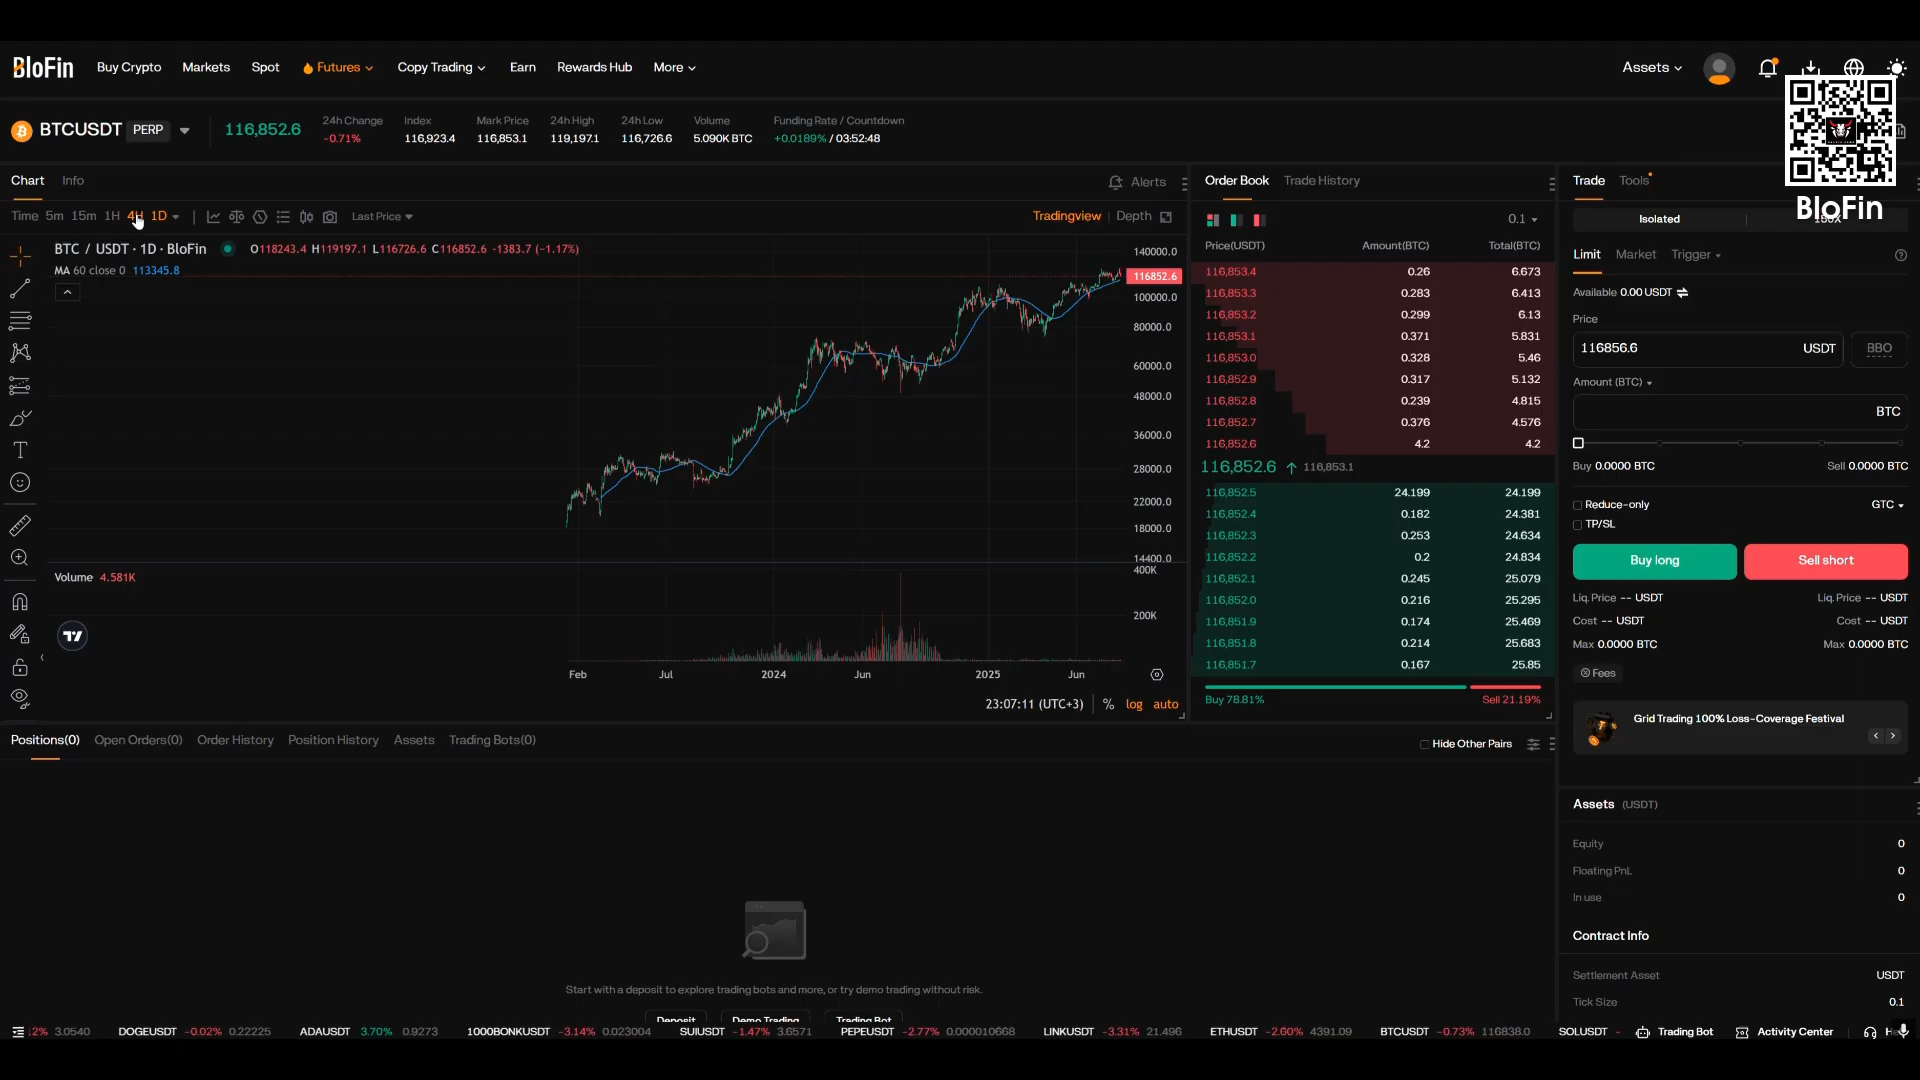 BloFin Buy Crypto Markets Spot Futures Copy Trading Earn Rewards Hub More Assets
BTCUSDT PERP 116,852.6
24h Change Index Mark Price 24h High 24h Low Volume Funding Rate / Countdown
-0.71% 116,923.4 116,853.1 119,197.1 116,726.6 5.090K BTC +0.0189% / 03:52:48
BloFin
Chart Info Alerts
Time 5m 15m 1H 4H 1D Last Price Tradingview Depth
BTC / USDT · 1D · BloFin O118243.4 H119197.1 L116726.6 C116852.6 -1383.7 (-1.17%)
MA 60 close 0 113345.8
140000.0
116852.6
100000.0
80000.0
60000.0
48000.0
36000.0
28000.0
22000.0
18000.0
14400.0
400K
200K
Volume 4.581K
Feb Jul 2024 Jun 2025 Jun
23:07:11 (UTC+3) % log auto
Order Book Trade History
0.1
Price(USDT) Amount(BTC) Total(BTC)
116,853.4 0.26 6.673
116,853.3 0.283 6.413
116,853.2 0.299 6.13
116,853.1 0.371 5.831
116,853.0 0.328 5.46
116,852.9 0.317 5.132
116,852.8 0.239 4.815
116,852.7 0.376 4.576
116,852.6 4.2 4.2
116,852.6 116,853.1
116,852.5 24.199 24.199
116,852.4 0.182 24.381
116,852.3 0.253 24.634
116,852.2 0.2 24.834
116,852.1 0.245 25.079
116,852.0 0.216 25.295
116,851.9 0.174 25.469
116,851.8 0.214 25.683
116,851.7 0.167 25.85
Buy 78.81% Sell 21.19%
Trade Tools
Isolated 150X
Limit Market Trigger
Available 0.00 USDT
Price
116856.6 USDT BBO
Amount (BTC)
BTC
Buy 0.0000 BTC Sell 0.0000 BTC
Reduce-only GTC
TP/SL
Buy long Sell short
Liq. Price -- USDT Liq. Price -- USDT
Cost -- USDT Cost -- USDT
Max 0.0000 BTC Max 0.0000 BTC
Fees
Grid Trading 100% Loss-Coverage Festival
Assets (USDT)
Equity 0
Floating PnL 0
In use 0
Contract Info
Settlement Asset USDT
Tick Size 0.1
Positions(0) Open Orders(0) Order History Position History Assets Trading Bots(0) Hide Other Pairs
Start with a deposit to explore trading bots and more, or try demo trading without risk.
Deposit Demo Trading Trading Bot
12% 3.0540 DOGEUSDT -0.02% 0.22225 ADAUSDT 3.70% 0.9273 1000BONKUSDT -3.14% 0.023004 SUIUSDT -1.47% 3.6571 PEPEUSDT -2.77% 0.000010668 LINKUSDT -3.31% 21.496 ETHUSDT -2.60% 4391.09 BTCUSDT -0.73% 116838.0 SOLUSDT - Trading Bot Activity Center